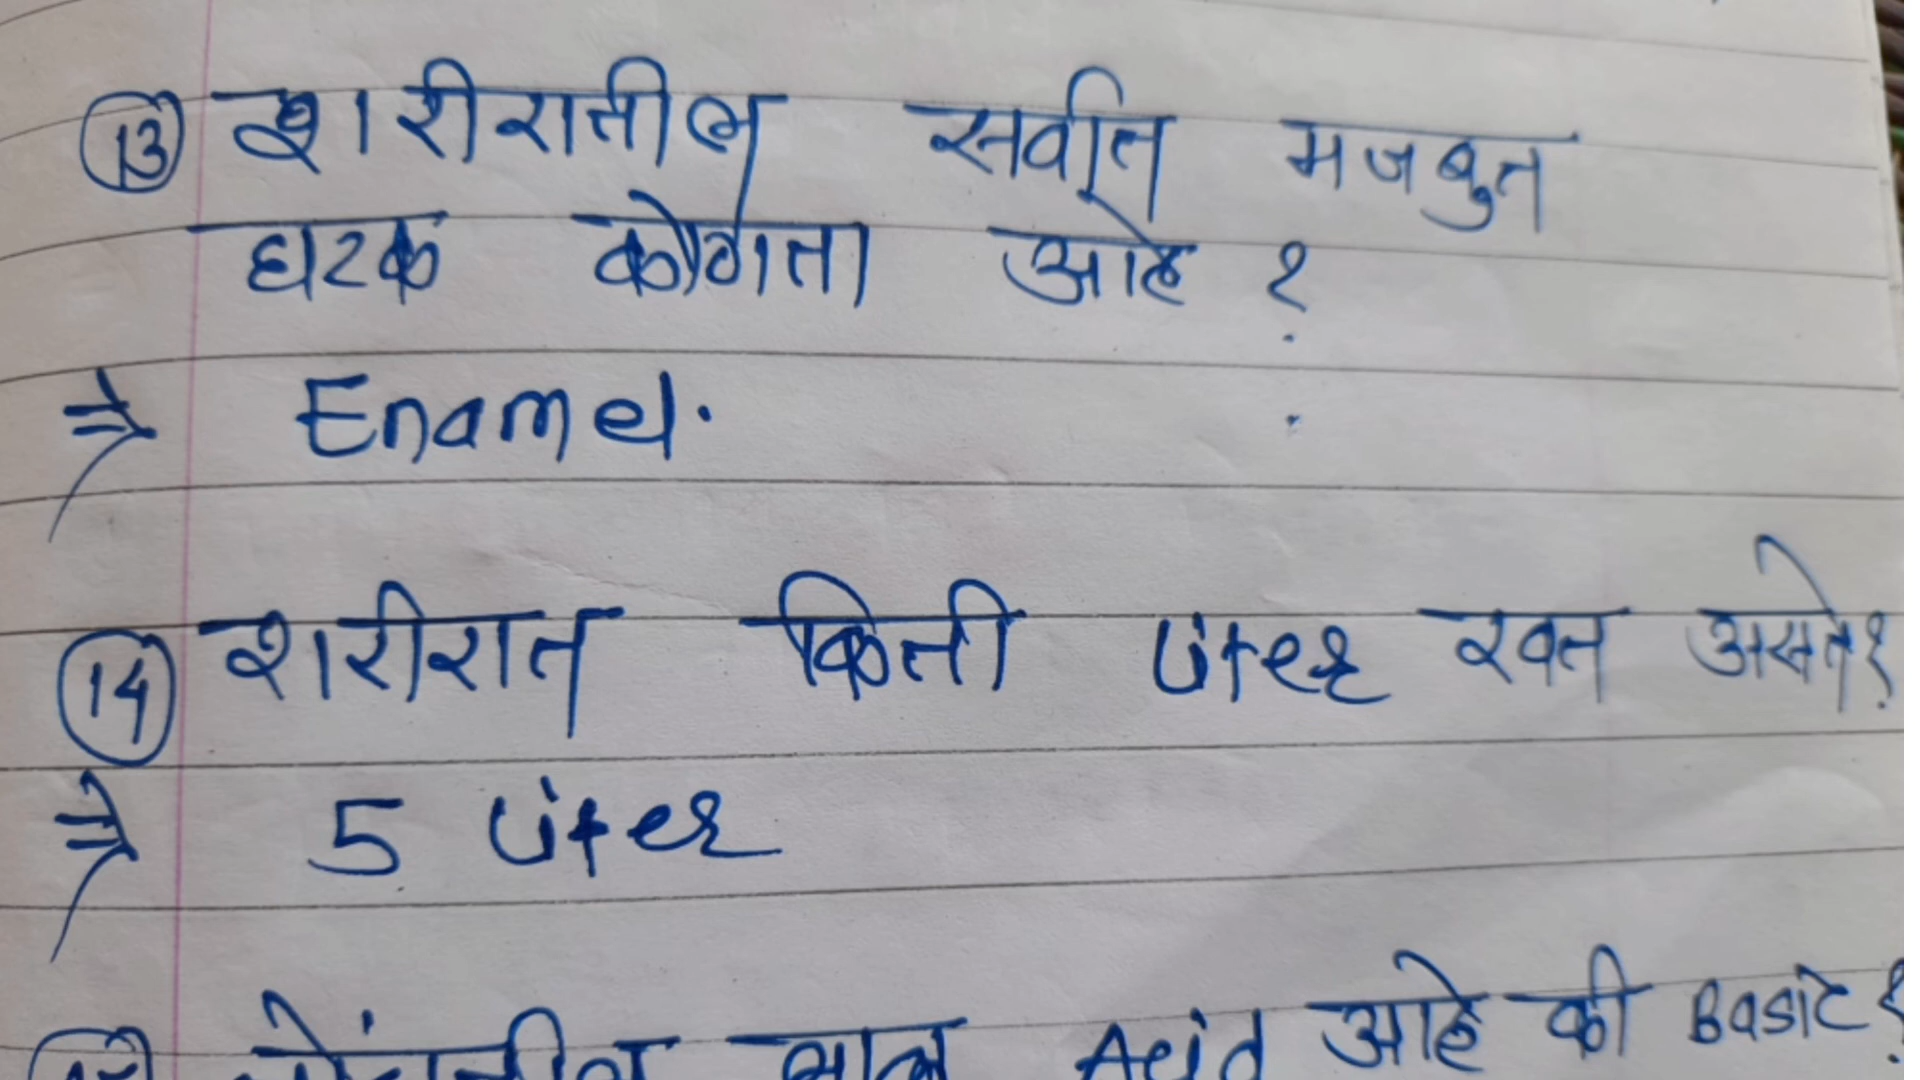 13 शरीरातील सर्वात मजबुत
घटक कोणता आहे ?
⇒ Enamel.
14 शरीरात किती Liter रक्त असते?
⇒ 5 Liter
आहे की Basic?